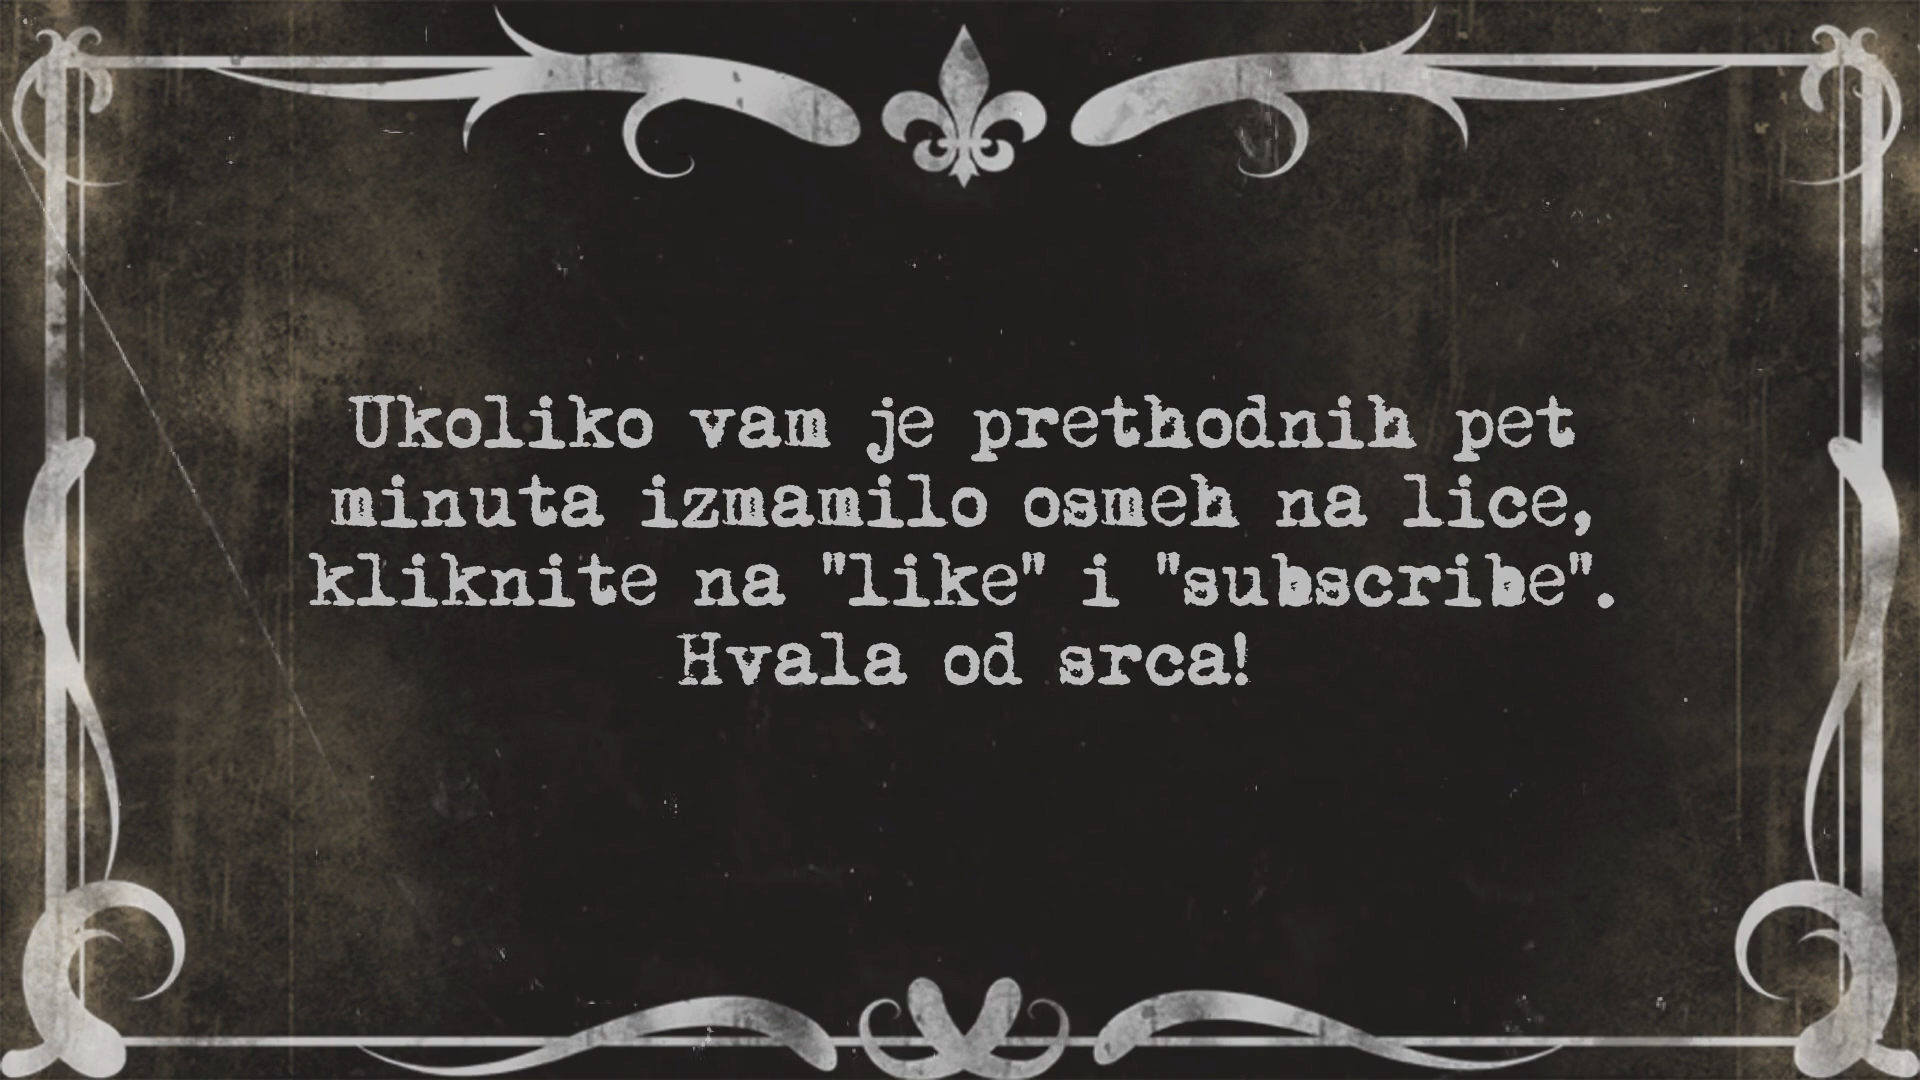 Ukoliko vam je prethodnih pet
minuta izmamilo osmeh na lice,
kliknite na "like" i "subscribe".
Hvala od srca!